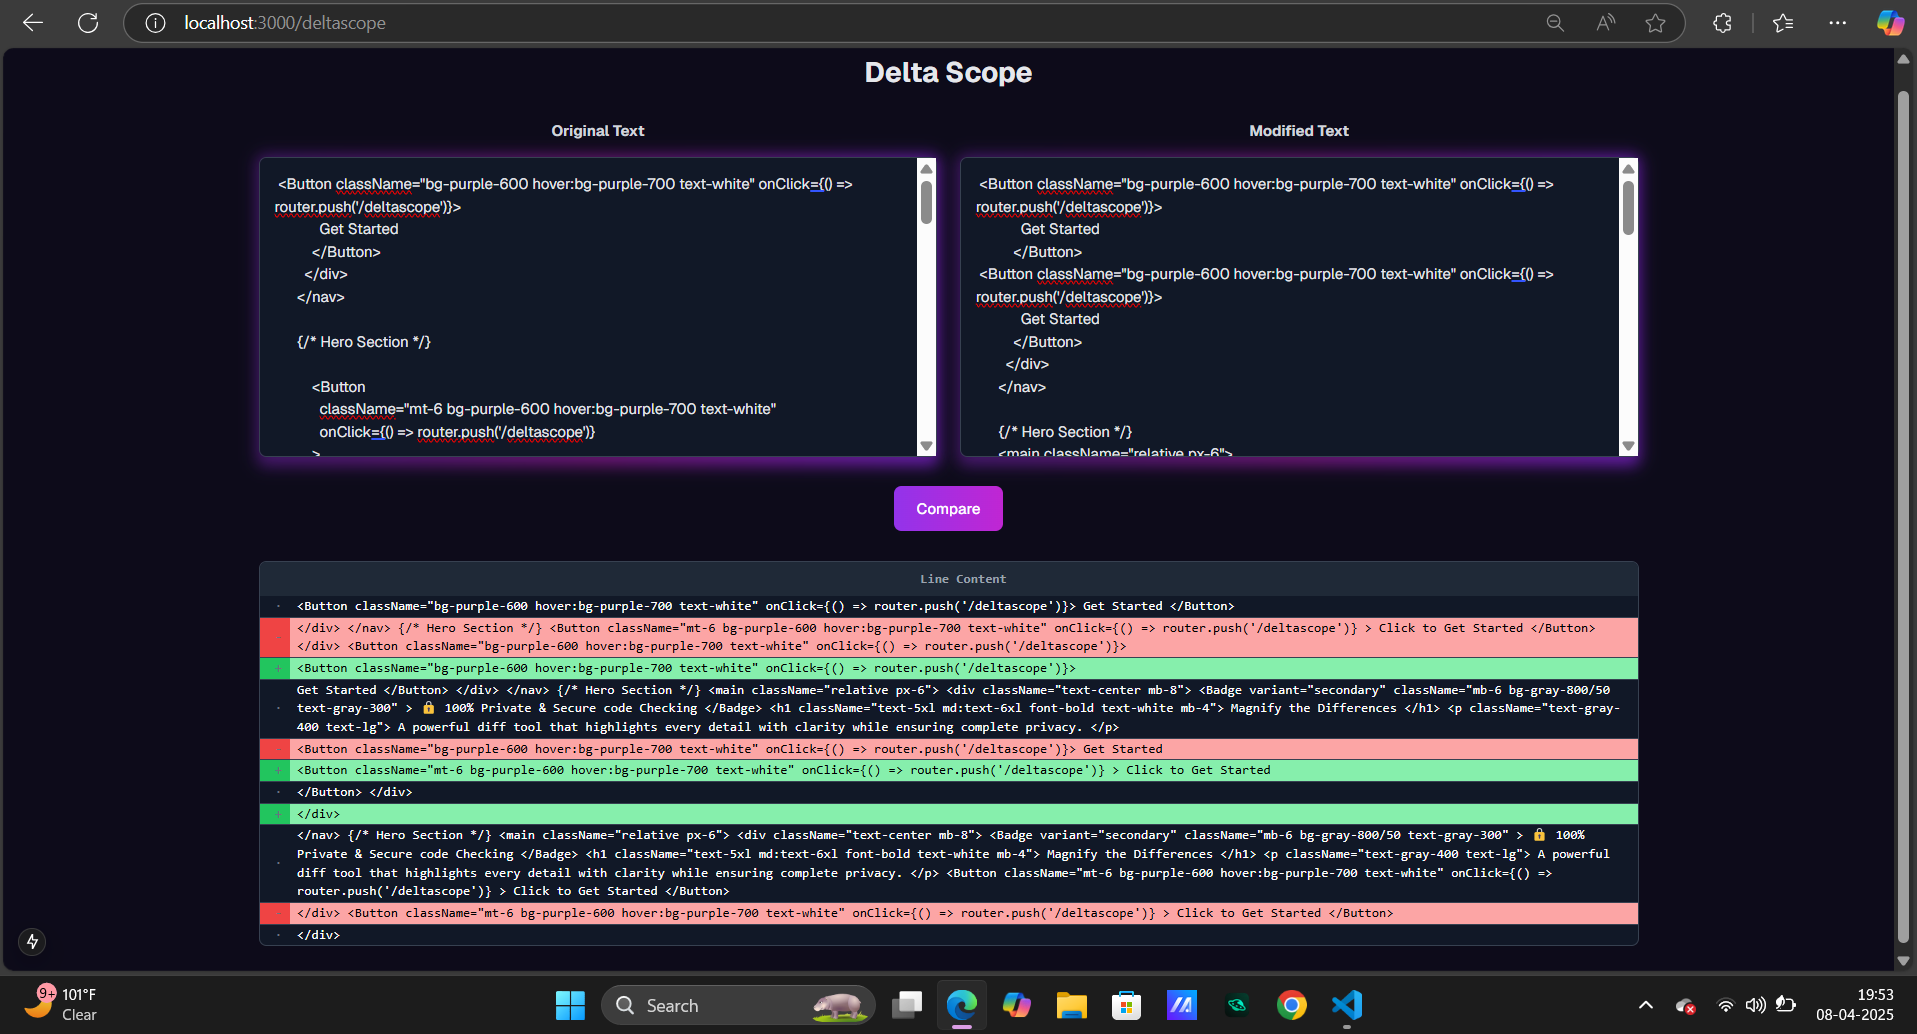 localhost:3000/deltascope
Delta Scope
Original Text
Modified Text
<Button className="bg-purple-600 hover:bg-purple-700 text-white" onClick={() =>
router.push('/deltascope')}>
Get Started
</Button>
</div>
</nav>
{/* Hero Section */}
<Button
className="mt-6 bg-purple-600 hover:bg-purple-700 text-white"
onClick={() => router.push('/deltascope')}
>
<Button className="bg-purple-600 hover:bg-purple-700 text-white" onClick={() =>
router.push('/deltascope')}>
Get Started
</Button>
<Button className="bg-purple-600 hover:bg-purple-700 text-white" onClick={() =>
router.push('/deltascope')}>
Get Started
</Button>
</div>
</nav>
{/* Hero Section */}
<main className="relative px-6">
Compare
Line Content
· <Button className="bg-purple-600 hover:bg-purple-700 text-white" onClick={() => router.push('/deltascope')}> Get Started </Button>
</div> </nav> {/* Hero Section */} <Button className="mt-6 bg-purple-600 hover:bg-purple-700 text-white" onClick={() => router.push('/deltascope')} > Click to Get Started </Button>
</div> <Button className="bg-purple-600 hover:bg-purple-700 text-white" onClick={() => router.push('/deltascope')}>
+ <Button className="bg-purple-600 hover:bg-purple-700 text-white" onClick={() => router.push('/deltascope')}>
Get Started </Button> </div> </nav> {/* Hero Section */} <main className="relative px-6"> <div className="text-center mb-8"> <Badge variant="secondary" className="mb-6 bg-gray-800/50
· text-gray-300" > 🔒 100% Private & Secure code Checking </Badge> <h1 className="text-5xl md:text-6xl font-bold text-white mb-4"> Magnify the Differences </h1> <p className="text-gray-
400 text-lg"> A powerful diff tool that highlights every detail with clarity while ensuring complete privacy. </p>
<Button className="bg-purple-600 hover:bg-purple-700 text-white" onClick={() => router.push('/deltascope')}> Get Started
+ <Button className="mt-6 bg-purple-600 hover:bg-purple-700 text-white" onClick={() => router.push('/deltascope')} > Click to Get Started
· </Button> </div>
+ </div>
</nav> {/* Hero Section */} <main className="relative px-6"> <div className="text-center mb-8"> <Badge variant="secondary" className="mb-6 bg-gray-800/50 text-gray-300" > 🔒 100%
Private & Secure code Checking </Badge> <h1 className="text-5xl md:text-6xl font-bold text-white mb-4"> Magnify the Differences </h1> <p className="text-gray-400 text-lg"> A powerful
· diff tool that highlights every detail with clarity while ensuring complete privacy. </p> <Button className="mt-6 bg-purple-600 hover:bg-purple-700 text-white" onClick={() =>
router.push('/deltascope')} > Click to Get Started </Button>
</div> <Button className="mt-6 bg-purple-600 hover:bg-purple-700 text-white" onClick={() => router.push('/deltascope')} > Click to Get Started </Button>
· </div>
9+
101°F
Clear
Search
19:53
08-04-2025